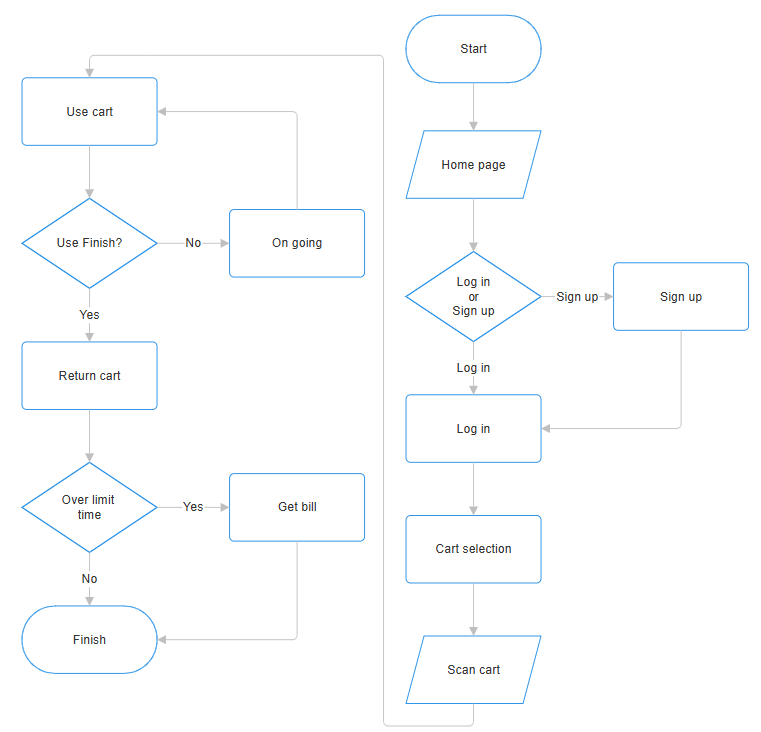 Start
Home page
Log in
or
Sign up
Sign up
Sign up
Log in
Log in
Cart selection
Scan cart
Use cart
Use Finish?
No
On going
Yes
Return cart
Over limit
time
Yes
Get bill
No
Finish